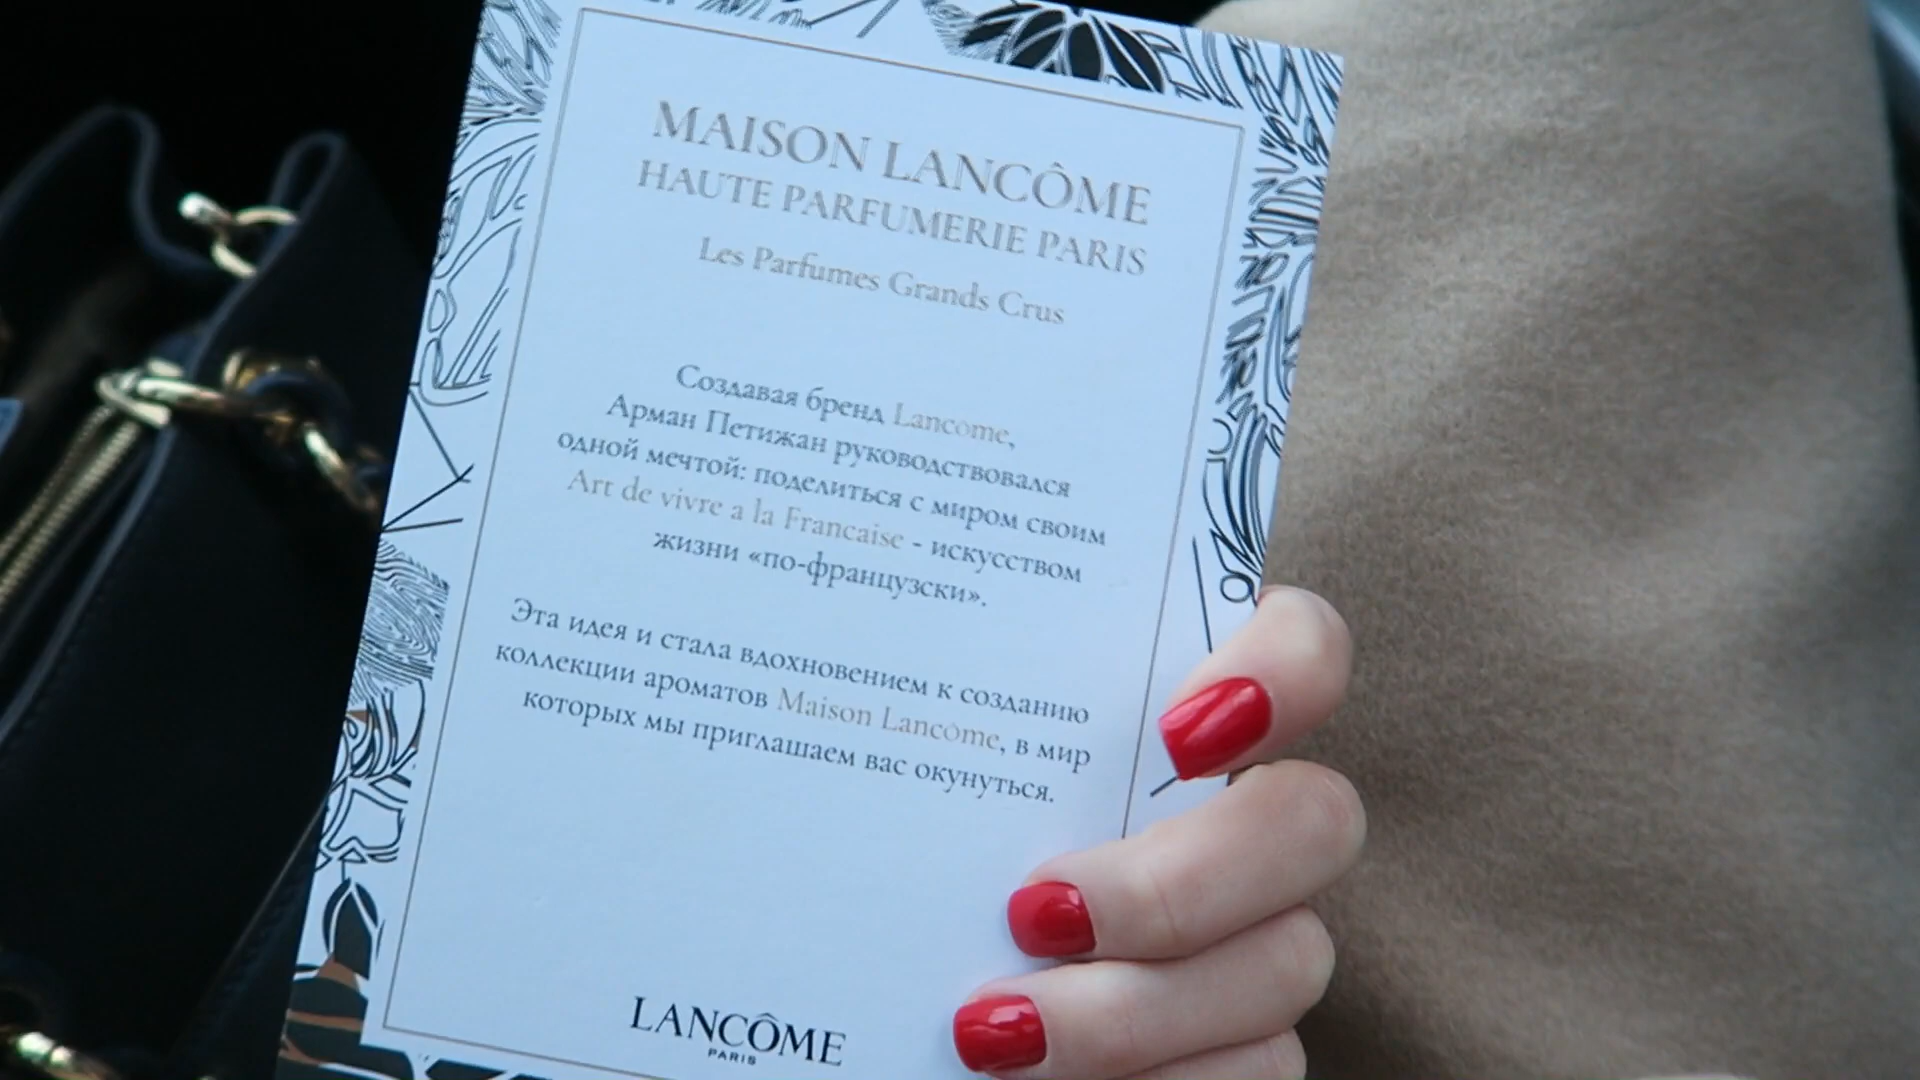 MAISON LANCÔME
HAUTE PARFUMERIE PARIS
Les Parfumes Grands Crus
Создавая бренд Lancome,
Арман Петижан руководствовался
одной мечтой: поделиться с миром своим
Art de vivre a la Francaise - искусством
жизни «по-французски».
Эта идея и стала вдохновением к созданию
коллекции ароматов Maison Lancôme, в мир
которых мы приглашаем вас окунуться.
LANCÔME
PARIS